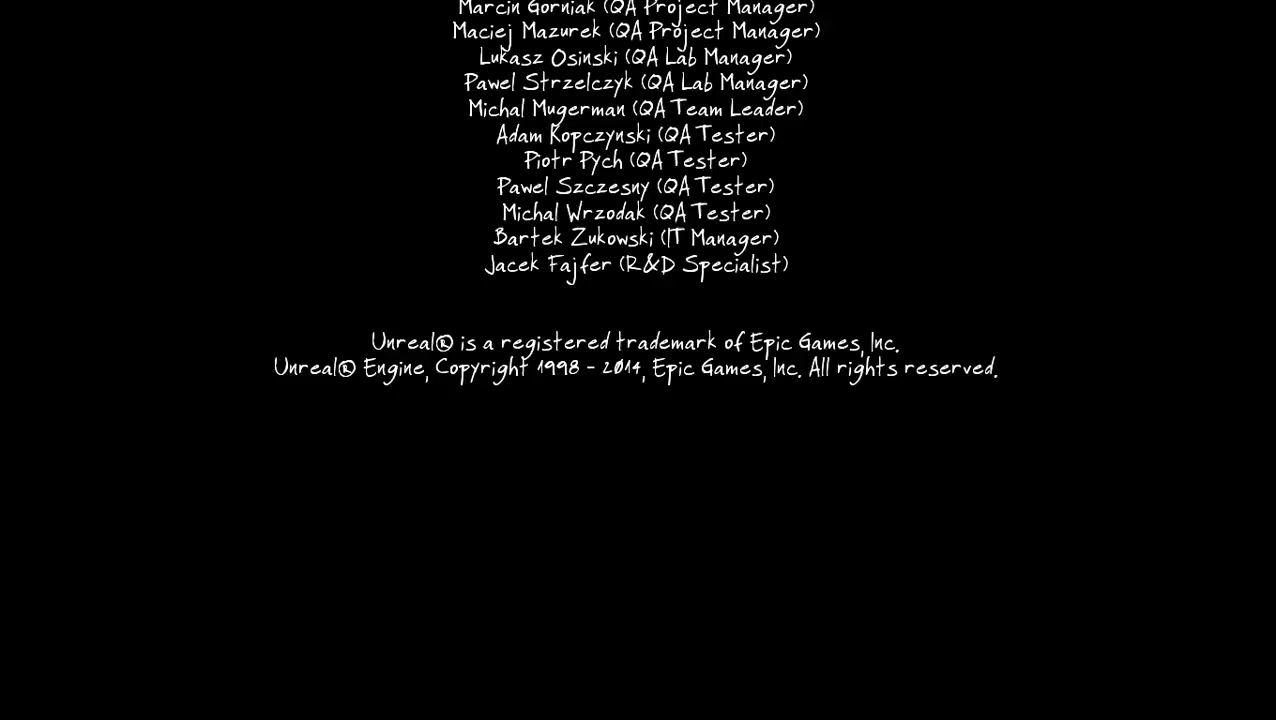 Marcin Gorniak (QA Project Manager)
Maciej Mazurek (QA Project Manager)
Lukasz Osinski (QA Lab Manager)
Pawel Strzelczyk (QA Lab Manager)
Michal Mugerman (QA Team Leader)
Adam Kopczynski (QA Tester)
Piotr Pych (QA Tester)
Pawel Szczesny (QA Tester)
Michal Wrzodak (QA Tester)
Bartek Zukowski (IT Manager)
Jacek Fajfer (R&D Specialist)
Unreal® is a registered trademark of Epic Games, Inc.
Unreal® Engine, Copyright 1998 - 2014, Epic Games, Inc. All rights reserved.